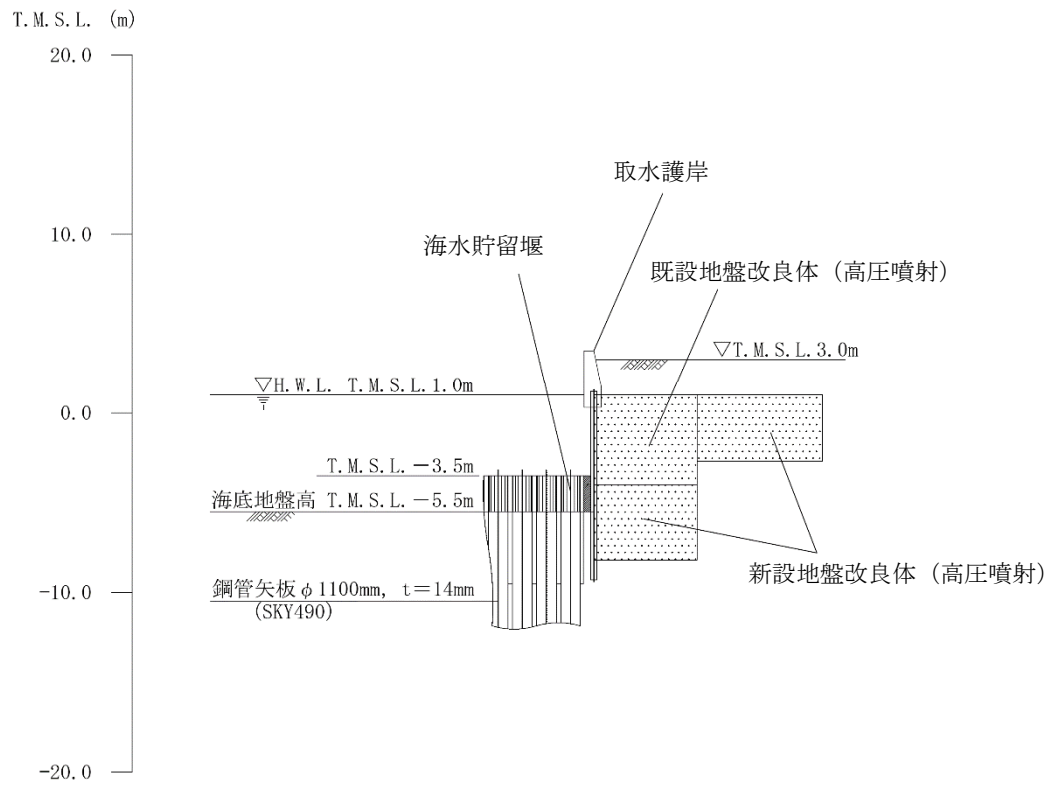 T.M.S.L. (m)
20.0
取水護岸
10.0
海水貯留堰
既設地盤改良体（高圧噴射）
▽T.M.S.L.3.0m
▽H.W.L. T.M.S.L.1.0m
0.0
T.M.S.L.－3.5m
海底地盤高 T.M.S.L.－5.5m
新設地盤改良体（高圧噴射）
-10.0
鋼管矢板φ1100mm, t＝14mm
(SKY490)
-20.0